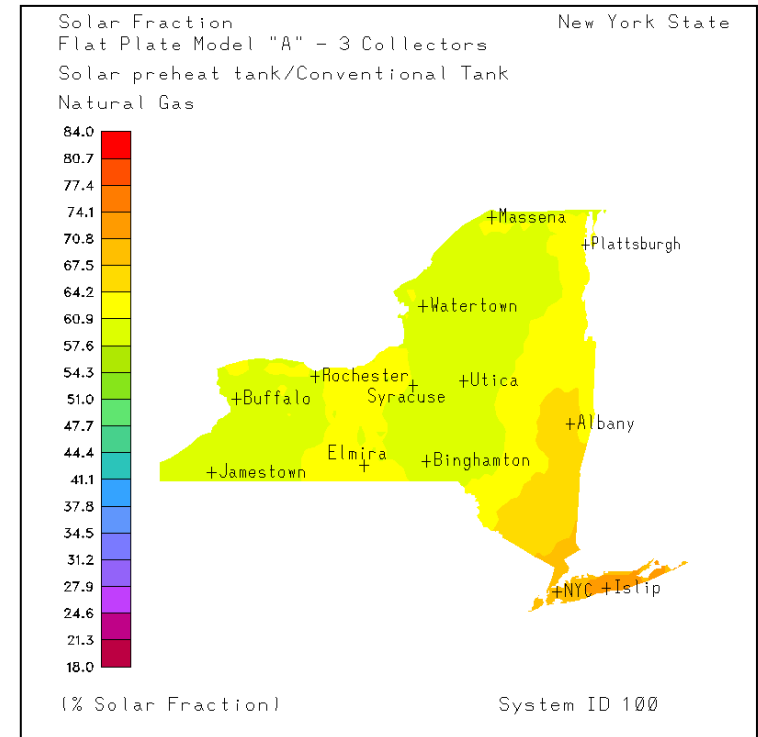 Solar Fraction New York State
Flat Plate Model "A" - 3 Collectors
Solar preheat tank/Conventional Tank
Natural Gas
84.0
80.7
77.4
74.1
70.8
67.5
64.2
60.9
57.6
54.3
51.0
47.7
44.4
41.1
37.8
34.5
31.2
27.9
24.6
21.3
18.0
+Massena
+Plattsburgh
+Watertown
+Rochester
+Utica
Syracuse
+Buffalo
+Albany
Elmira
+Binghamton
+Jamestown
+NYC +Islip
(% Solar Fraction) System ID 100